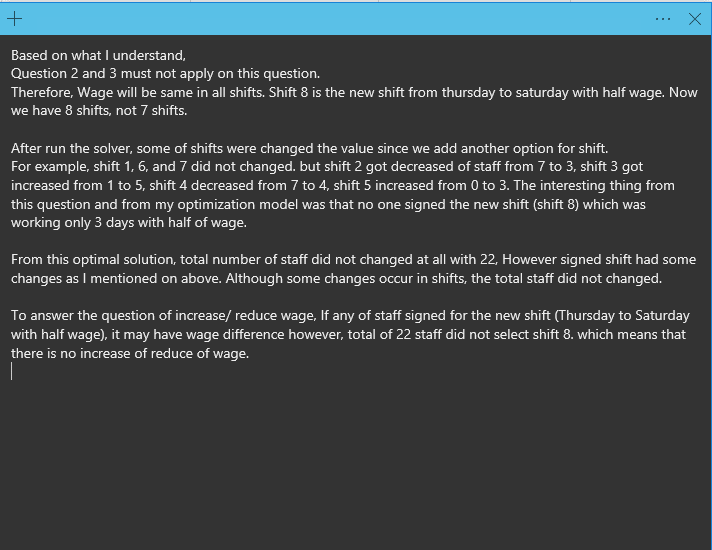 Based on what I understand,
Question 2 and 3 must not apply on this question.
Therefore, Wage will be same in all shifts. Shift 8 is the new shift from thursday to saturday with half wage. Now
we have 8 shifts, not 7 shifts.
After run the solver, some of shifts were changed the value since we add another option for shift.
For example, shift 1, 6, and 7 did not changed. but shift 2 got decreased of staff from 7 to 3, shift 3 got
increased from 1 to 5, shift 4 decreased from 7 to 4, shift 5 increased from 0 to 3. The interesting thing from
this question and from my optimization model was that no one signed the new shift (shift 8) which was
working only 3 days with half of wage.
From this optimal solution, total number of staff did not changed at all with 22, However signed shift had some
changes as I mentioned on above. Although some changes occur in shifts, the total staff did not changed.
To answer the question of increase/ reduce wage, If any of staff signed for the new shift (Thursday to Saturday
with half wage), it may have wage difference however, total of 22 staff did not select shift 8. which means that
there is no increase of reduce of wage.